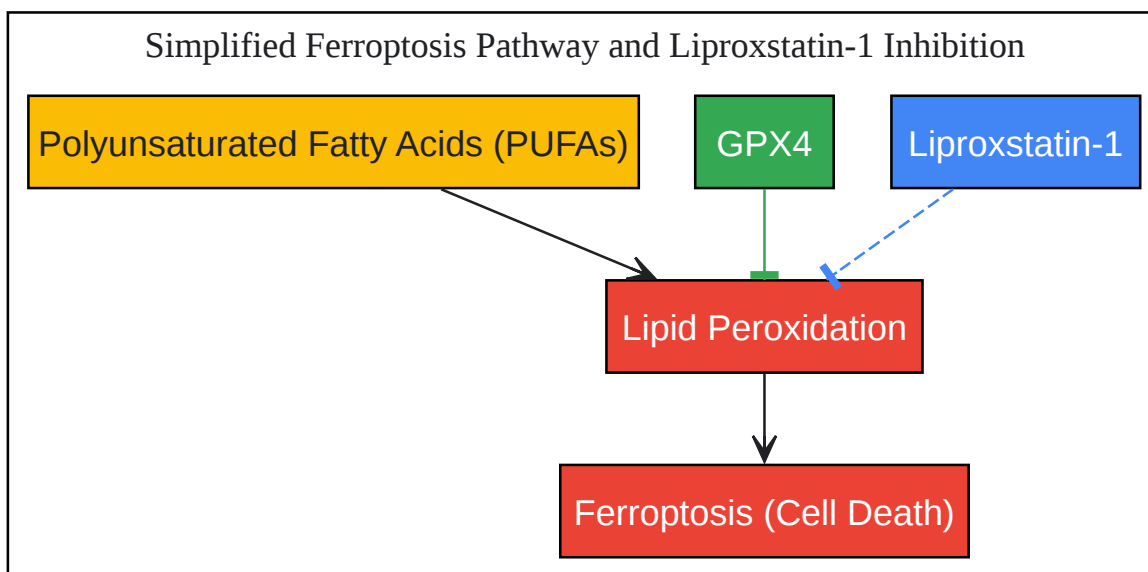 Simplified Ferroptosis Pathway and Liproxstatin-1 Inhibition
Polyunsaturated Fatty Acids (PUFAs)
GPX4
Liproxstatin-1
Lipid Peroxidation
Ferroptosis (Cell Death)